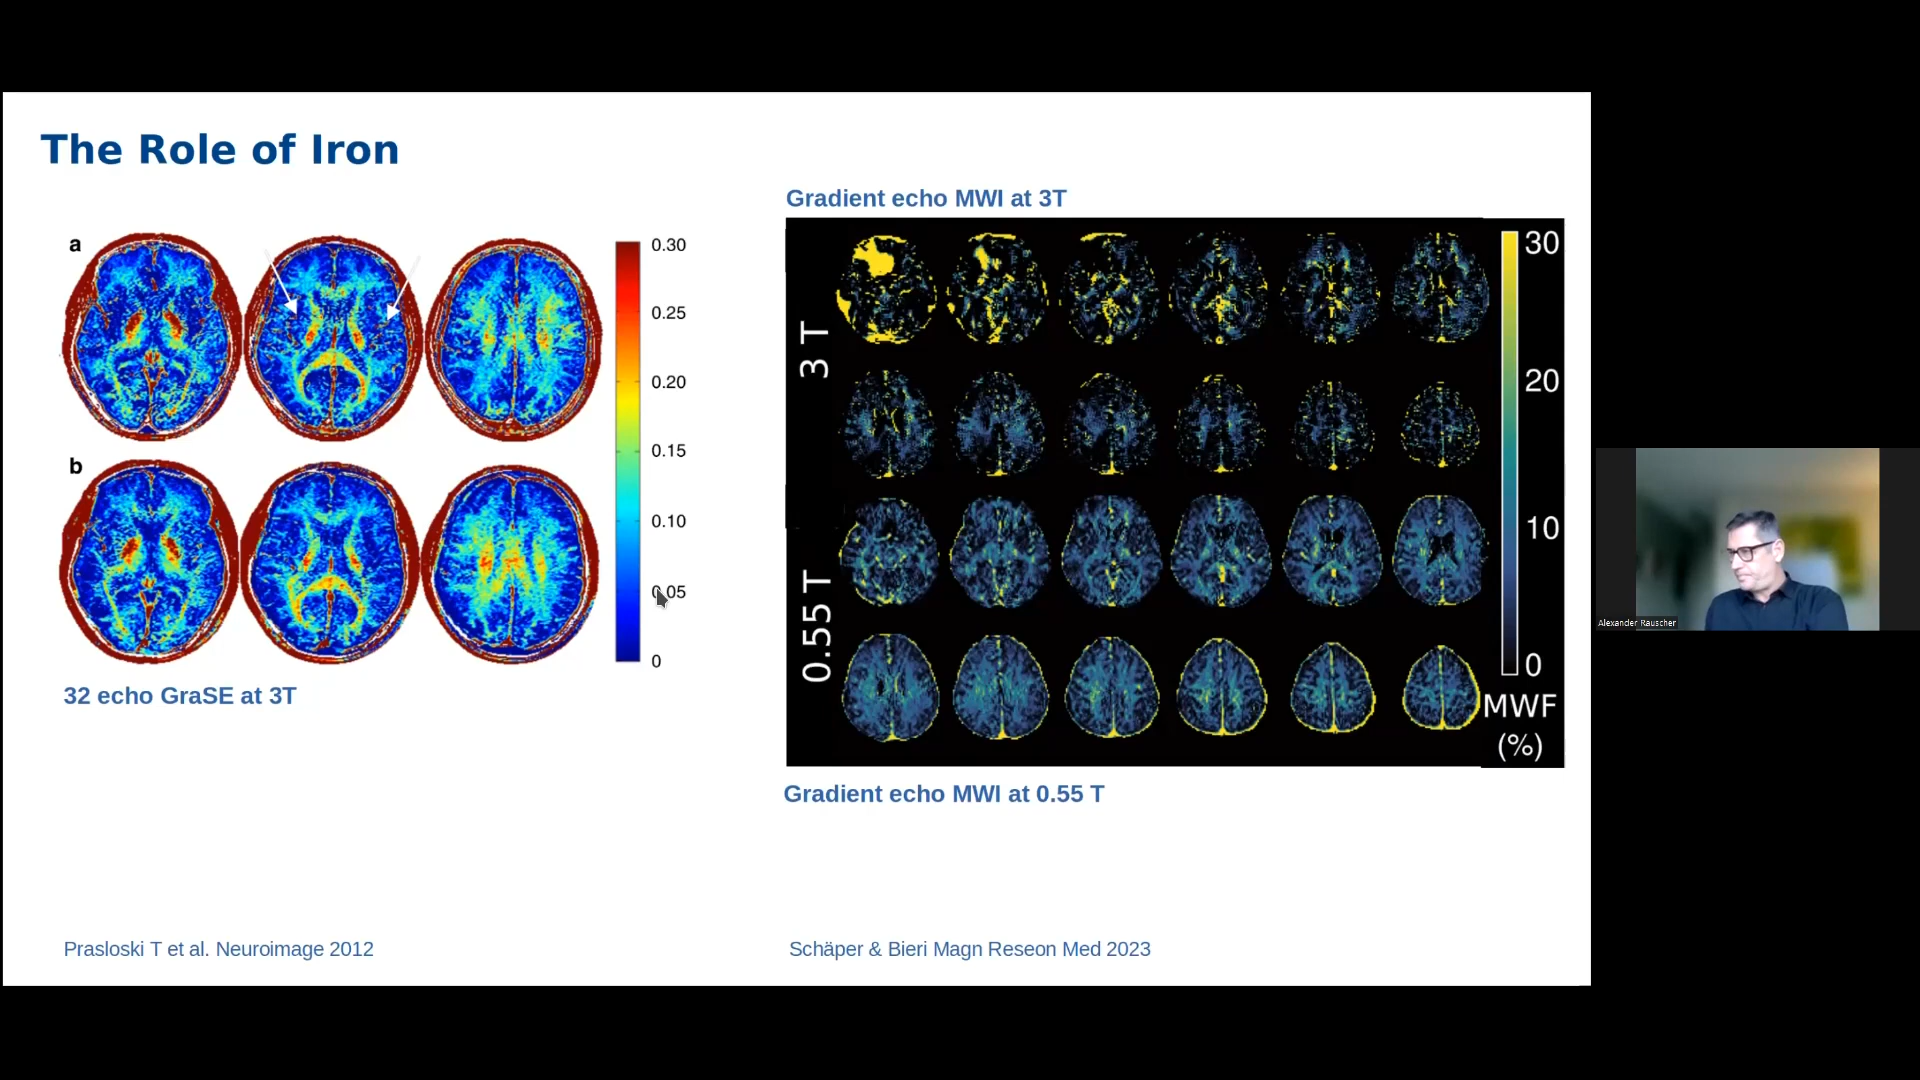 The Role of Iron
Gradient echo MWI at 3T
a
0.30
0.25
0.20
0.15
b
0.10
0.05
0
32 echo GraSE at 3T
3 T
0.55 T
30
20
10
0
MWF
(%)
Gradient echo MWI at 0.55 T
Prasloski T et al. Neuroimage 2012
Schäper & Bieri Magn Reseon Med 2023
Alexander Rauscher